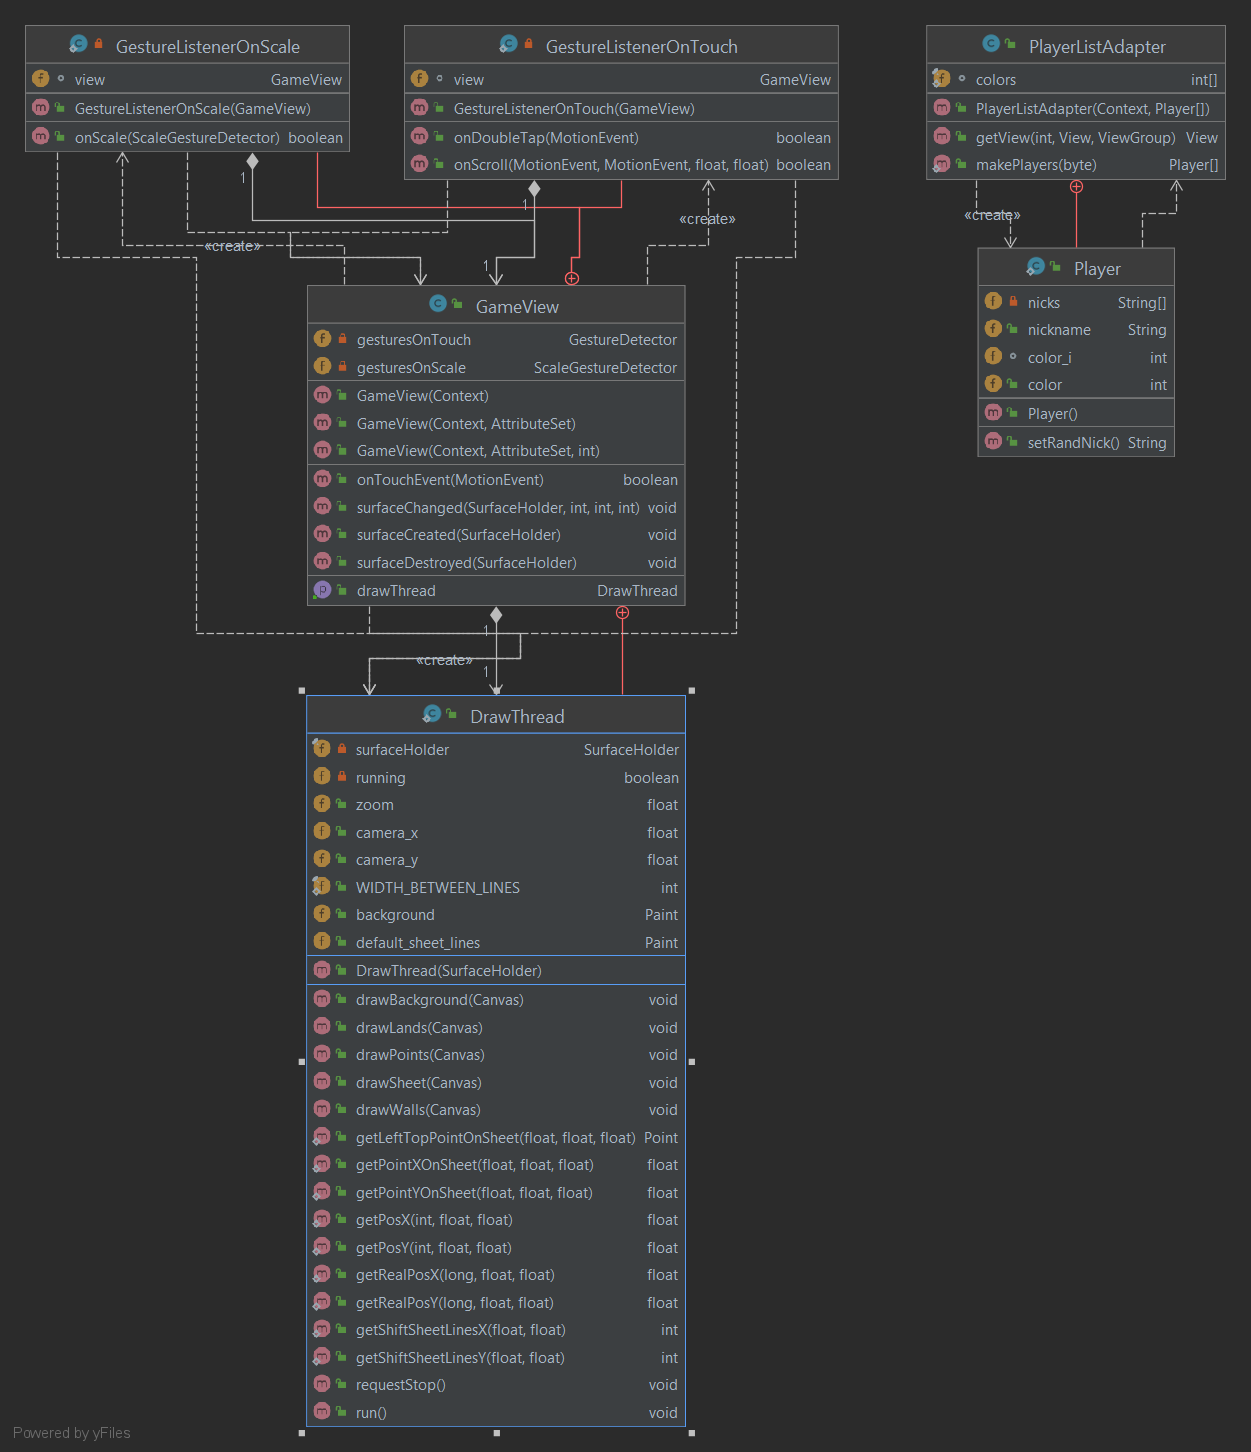 GestureListenerOnScale
view GameView
GestureListenerOnScale(GameView)
onScale(ScaleGestureDetector) boolean
GestureListenerOnTouch
view GameView
GestureListenerOnTouch(GameView)
onDoubleTap(MotionEvent) boolean
onScroll(MotionEvent, MotionEvent, float, float) boolean
PlayerListAdapter
colors int[]
PlayerListAdapter(Context, Player[])
getView(int, View, ViewGroup) View
makePlayers(byte) Player[]
1
1
«create»
«create»
«create»
1
Player
nicks String[]
nickname String
color_i int
color int
Player()
setRandNick() String
GameView
gesturesOnTouch GestureDetector
gesturesOnScale ScaleGestureDetector
GameView(Context)
GameView(Context, AttributeSet)
GameView(Context, AttributeSet, int)
onTouchEvent(MotionEvent) boolean
surfaceChanged(SurfaceHolder, int, int, int) void
surfaceCreated(SurfaceHolder) void
surfaceDestroyed(SurfaceHolder) void
drawThread DrawThread
1
«create»
1
DrawThread
surfaceHolder SurfaceHolder
running boolean
zoom float
camera_x float
camera_y float
WIDTH_BETWEEN_LINES int
background Paint
default_sheet_lines Paint
DrawThread(SurfaceHolder)
drawBackground(Canvas) void
drawLands(Canvas) void
drawPoints(Canvas) void
drawSheet(Canvas) void
drawWalls(Canvas) void
getLeftTopPointOnSheet(float, float, float) Point
getPointXOnSheet(float, float, float) float
getPointYOnSheet(float, float, float) float
getPosX(int, float, float) float
getPosY(int, float, float) float
getRealPosX(long, float, float) float
getRealPosY(long, float, float) float
getShiftSheetLinesX(float, float) int
getShiftSheetLinesY(float, float) int
requestStop() void
run() void
Powered by yFiles